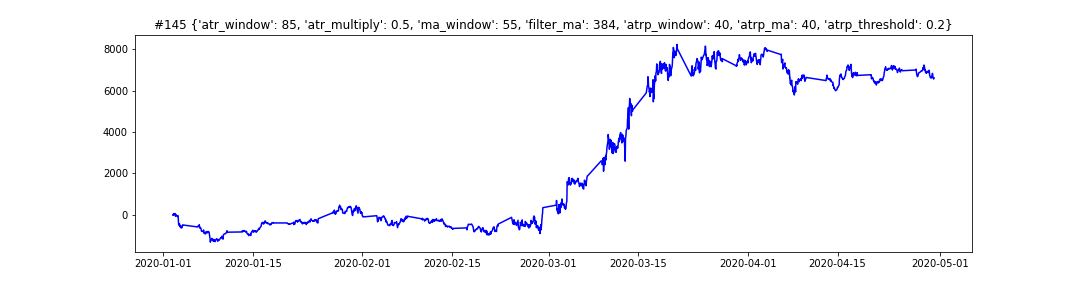 #145 {'atr_window': 85, 'atr_multiply': 0.5, 'ma_window': 55, 'filter_ma': 384, 'atrp_window': 40, 'atrp_ma': 40, 'atrp_threshold': 0.2}
8000
6000
4000
2000
0
2020-01-01 2020-01-15 2020-02-01 2020-02-15 2020-03-01 2020-03-15 2020-04-01 2020-04-15 2020-05-01